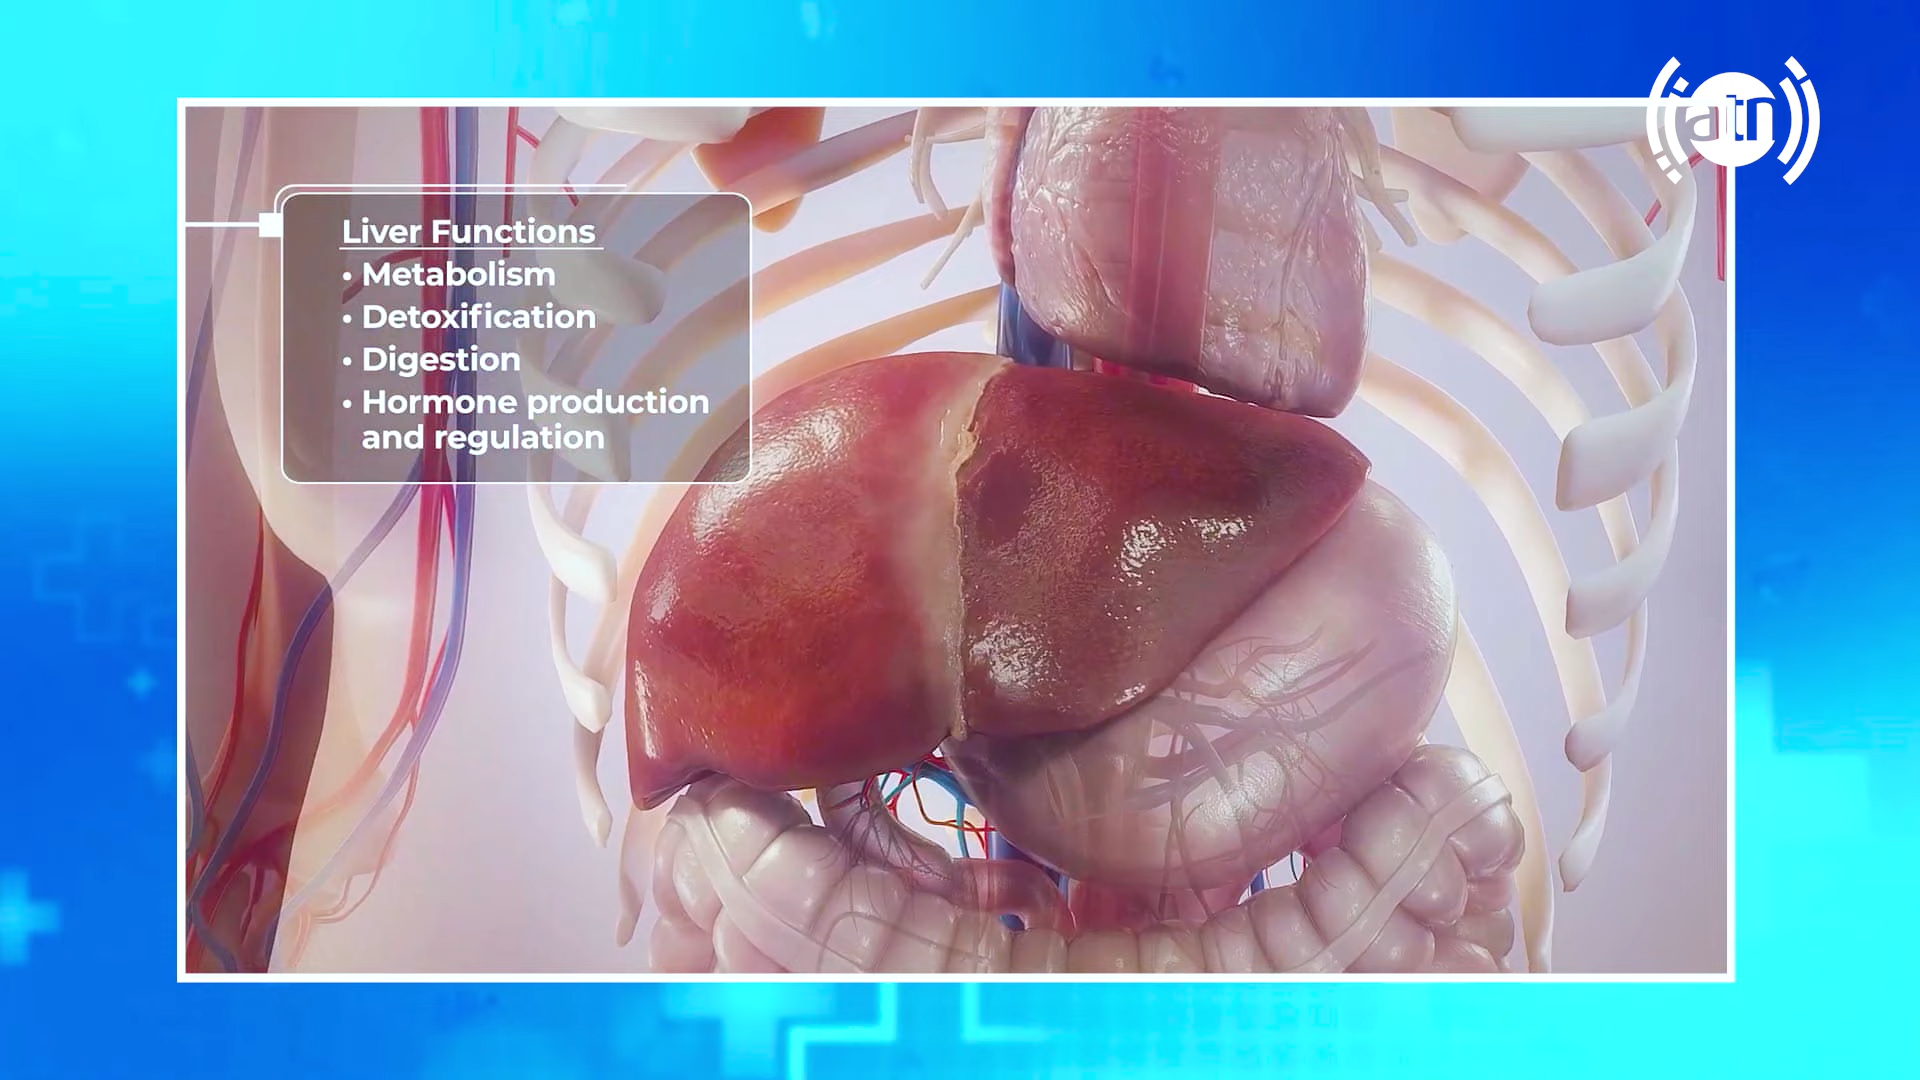 atn
Liver Functions
• Metabolism
• Detoxification
• Digestion
• Hormone production
and regulation